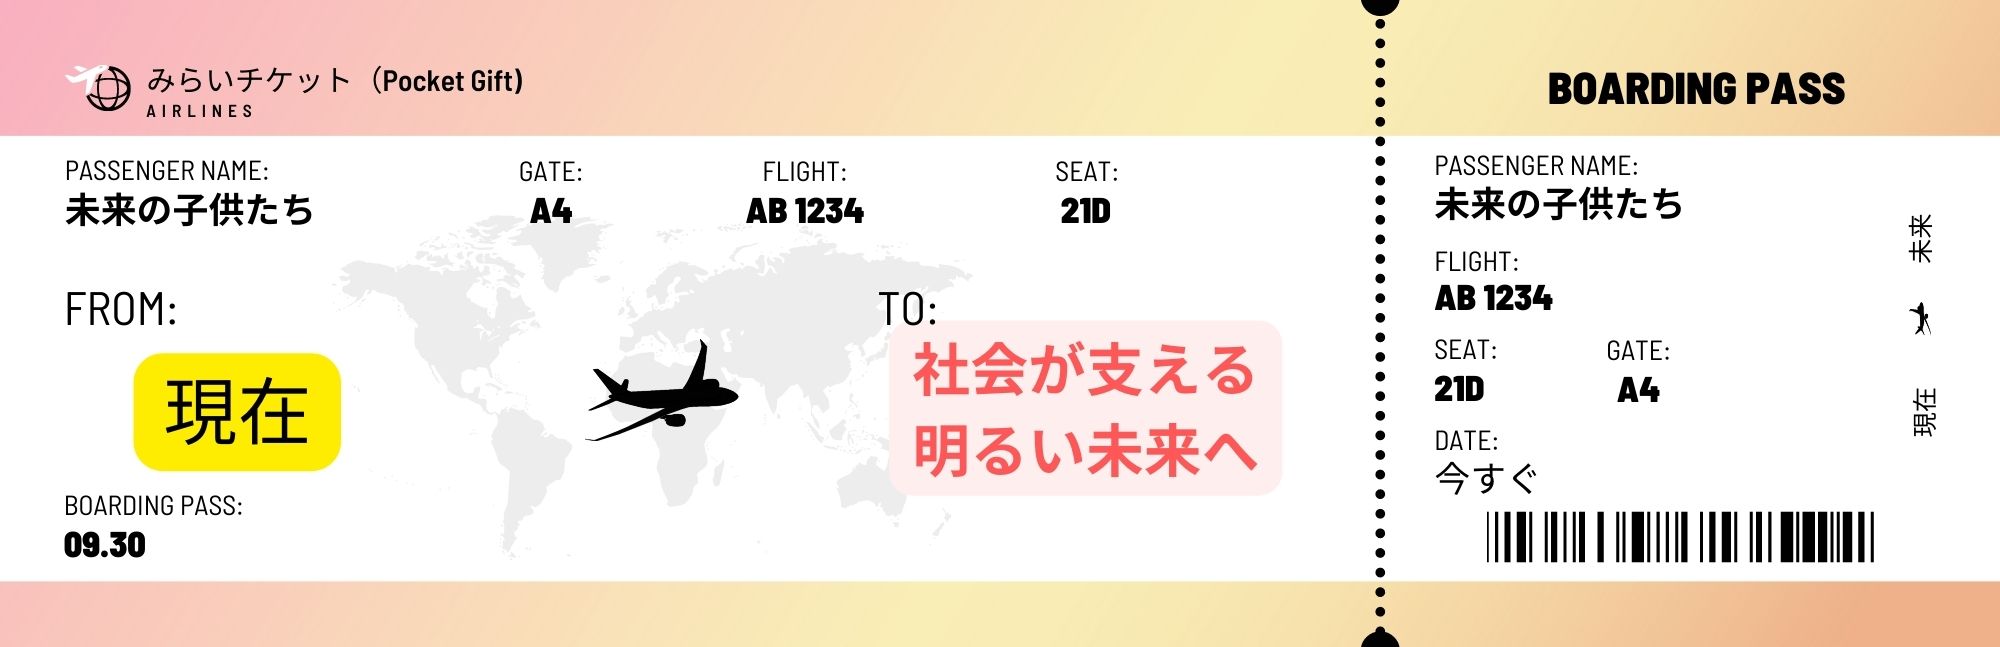 みらいチケット（Pocket Gift)
AIRLINES
PASSENGER NAME:
未来の子供たち
GATE:
A4
FLIGHT:
AB 1234
SEAT:
21D
FROM:
現在
TO:
社会が支える
明るい未来へ
BOARDING PASS:
09.30
BOARDING PASS
PASSENGER NAME:
未来の子供たち
FLIGHT:
AB 1234
SEAT:
21D
GATE:
A4
DATE:
今すぐ
現在
未来